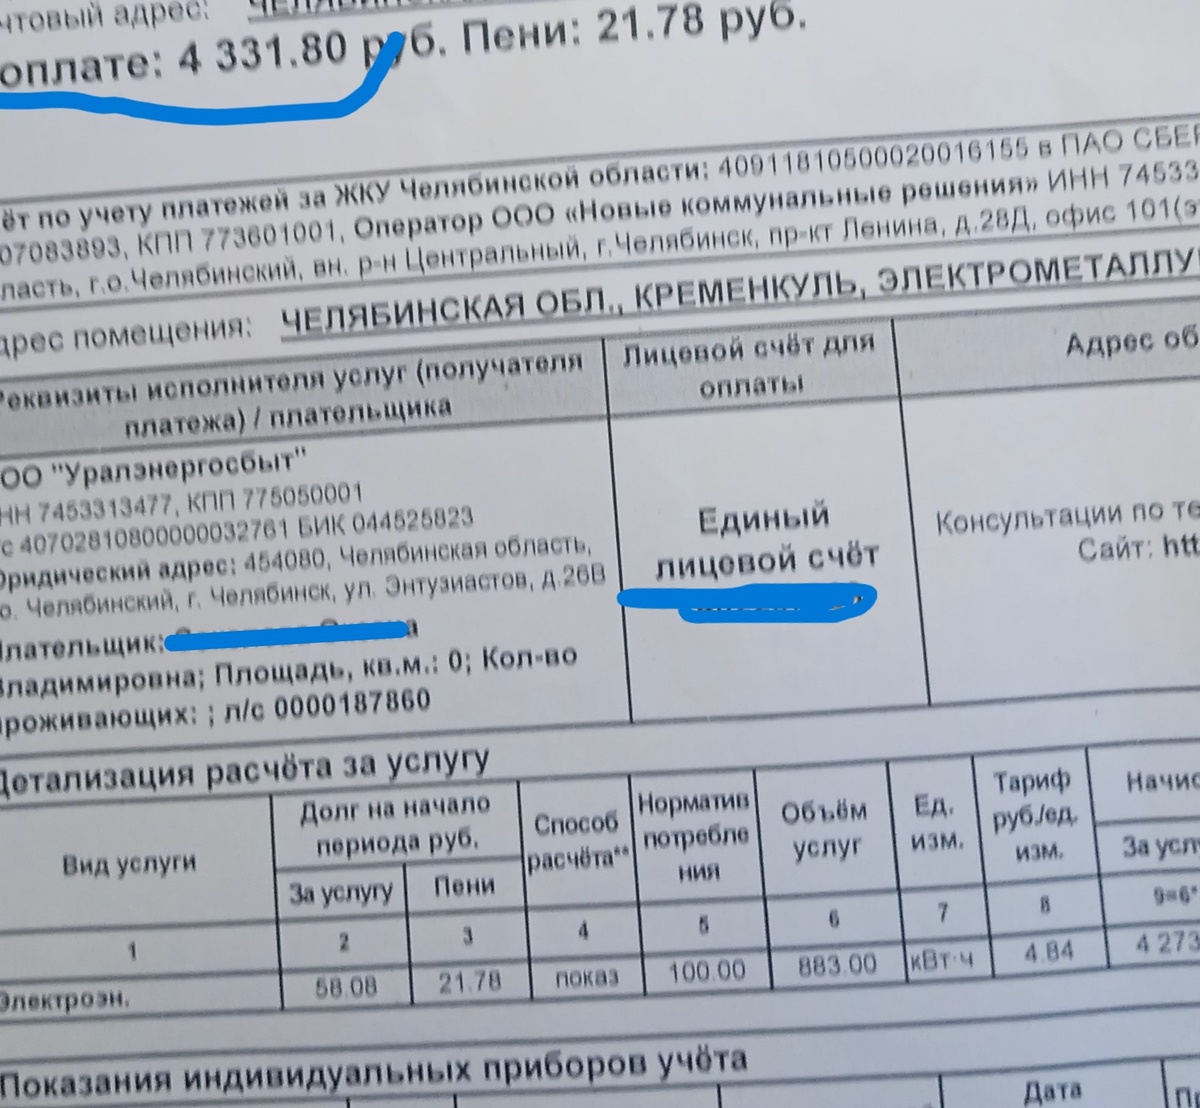 чтовый адрес:
оплате: 4 331.80 руб. Пени: 21.78 руб.
ёт по учету платежей за ЖКУ Челябинской области: 40911810500020016155 в ПАО СБЕР
07083893, КПП 773601001, Оператор ООО «Новые коммунальные решения» ИНН 74533
ласть, г.о.Челябинский, вн. р-н Центральный, г.Челябинск, пр-кт Ленина, д.28Д, офис 101(э
дрес помещения: ЧЕЛЯБИНСКАЯ ОБЛ., КРЕМЕНКУЛЬ, ЭЛЕКТРОМЕТАЛЛУ
Реквизиты исполнителя услуг (получателя
платежа) / плательщика
Лицевой счёт для
оплаты
Адрес об
ОО "Уралэнергосбыт"
НН 7453313477, КПП 775050001
с 40702810800000032761 БИК 044525823
Юридический адрес: 454080, Челябинская область,
о. Челябинский, г. Челябинск, ул. Энтузиастов, д.26В
Плательщик: а
Владимировна; Площадь, кв.м.: 0; Кол-во
проживающих: ; л/с 0000187860
Единый
лицевой счёт
Консультации по те
Сайт: htt
Детализация расчёта за услугу
Вид услуги
Долг на начало
периода руб.
За услугу Пени
Способ
расчёта**
Норматив
потребле
ния
Объём
услуг
Ед.
изм.
Тариф
руб./ед.
изм.
Начис
За усл
1 2 3 4 5 6 7 8 9=6*
Электроэн. 58.08 21.78 показ 100.00 883.00 кВт·ч 4.84 4 273
Показания индивидуальных приборов учёта
Дата